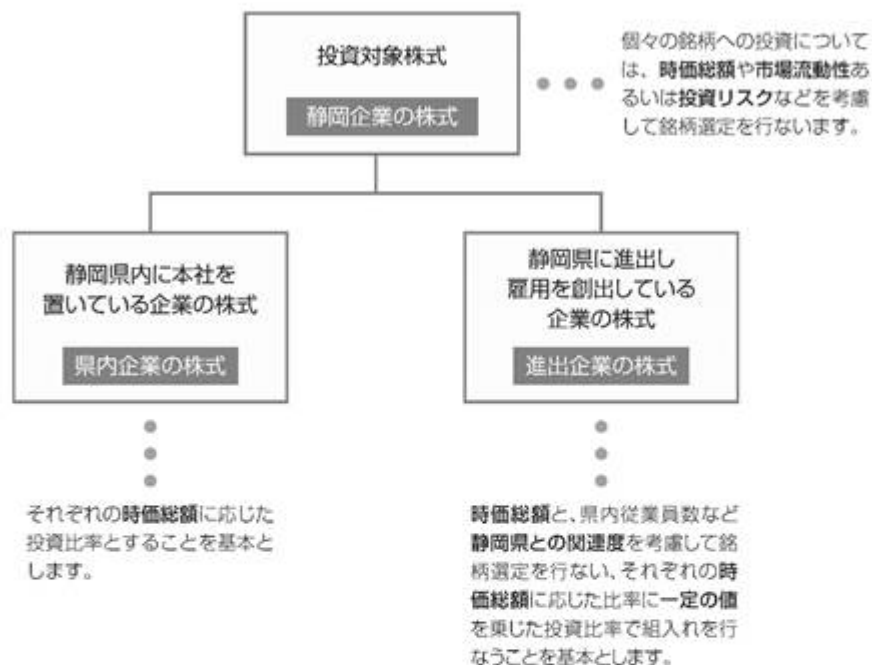 投資対象株式
静岡企業の株式
個々の銘柄への投資について
は、時価総額や市場流動性あ
るいは投資リスクなどを考慮
して銘柄選定を行ないます。
静岡県内に本社を
置いている企業の株式
県内企業の株式
それぞれの時価総額に応じた
投資比率とすることを基本と
します。
静岡県に進出し
雇用を創出している
企業の株式
進出企業の株式
時価総額と、県内従業員数など
静岡県との関連度を考慮して銘
柄選定を行ない、それぞれの時
価総額に応じた比率に一定の値
を乗じた投資比率で組入れを行
なうことを基本とします。